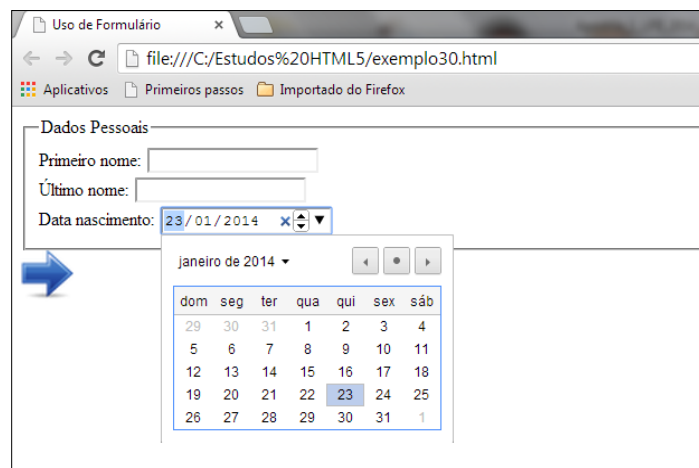 Uso de Formulário
file:///C:/Estudos%20HTML5/exemplo30.html
Aplicativos Primeiros passos Importado do Firefox
Dados Pessoais
Primeiro nome:
Último nome:
Data nascimento: 23/01/2014
janeiro de 2014
dom seg ter qua qui sex sáb
29 30 31 1 2 3 4
5 6 7 8 9 10 11
12 13 14 15 16 17 18
19 20 21 22 23 24 25
26 27 28 29 30 31 1